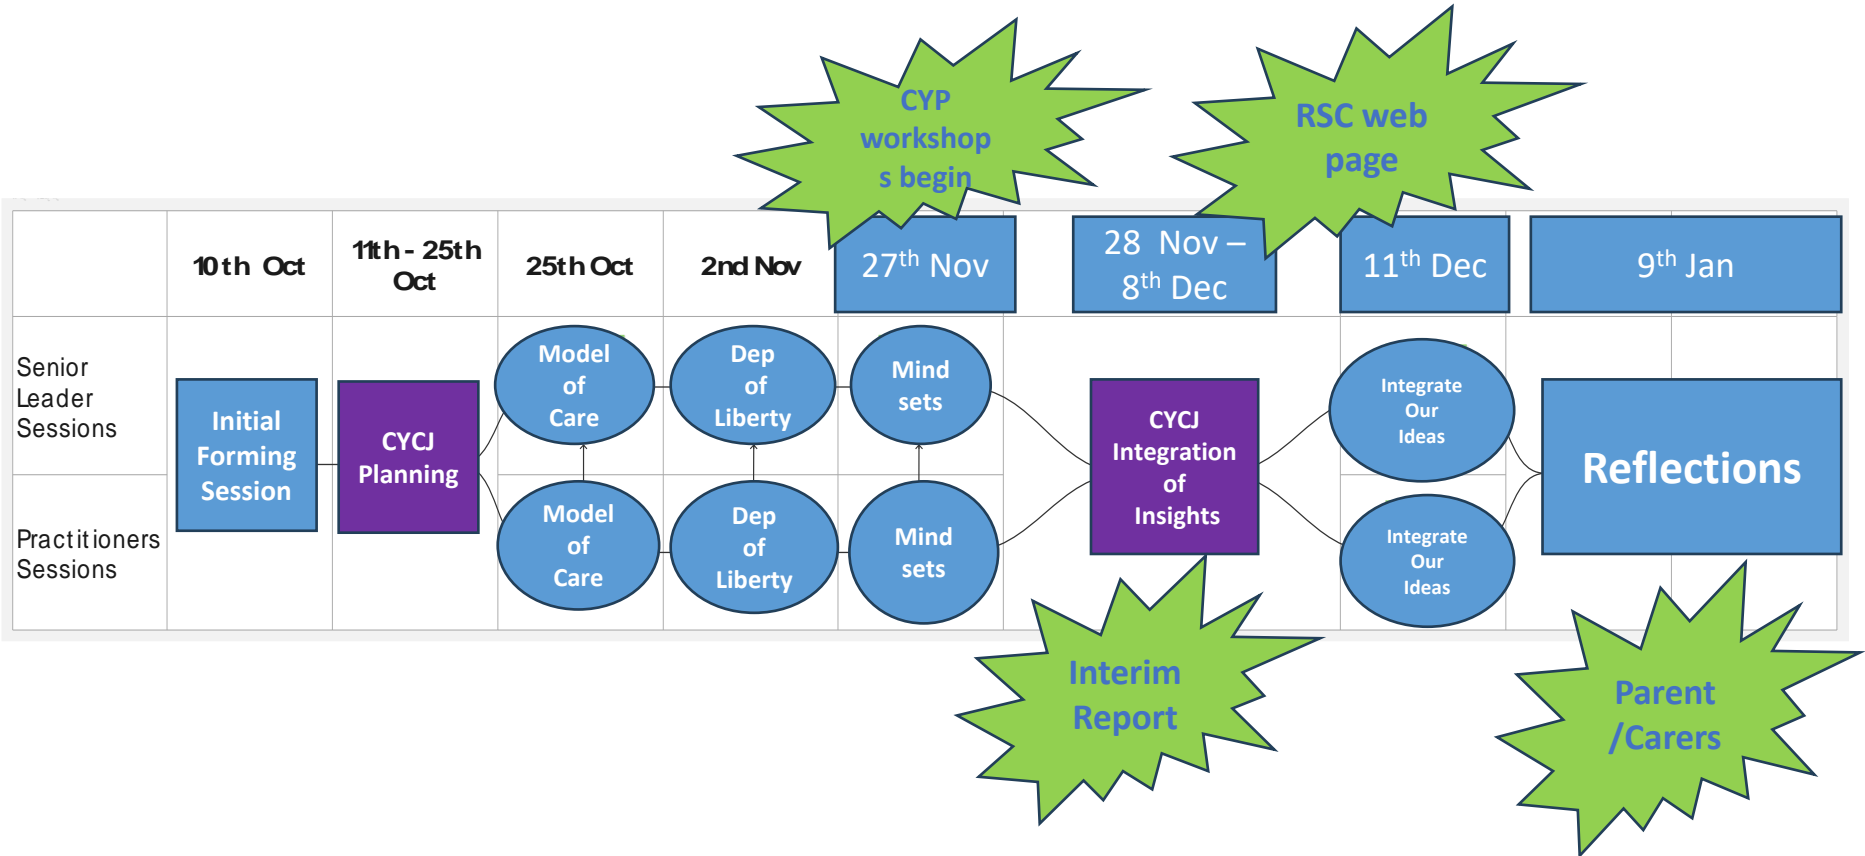 CYP
workshop
s begin
RSC web
page
10th Oct
11th - 25th
Oct
25th Oct
2nd Nov
27th Nov
28 Nov –
8th Dec
11th Dec
9th Jan
Senior
Leader
Sessions
Initial
Forming
Session
CYCJ
Planning
Model
of
Care
Dep
of
Liberty
Mind
sets
CYCJ
Integration
of
Insights
Integrate
Our
Ideas
Reflections
Practitioners
Sessions
Model
of
Care
Dep
of
Liberty
Mind
sets
Integrate
Our
Ideas
Interim
Report
Parent
/Carers